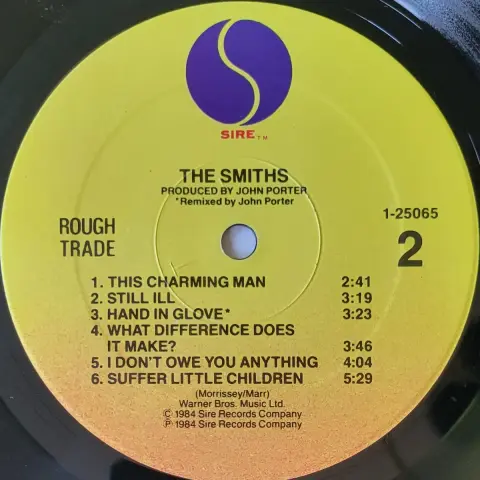 SIRE TM
THE SMITHS
PRODUCED BY JOHN PORTER
*Remixed by John Porter
ROUGH
TRADE
1-25065
2
1. THIS CHARMING MAN 2:41
2. STILL ILL 3:19
3. HAND IN GLOVE* 3:23
4. WHAT DIFFERENCE DOES
IT MAKE? 3:46
5. I DON'T OWE YOU ANYTHING 4:04
6. SUFFER LITTLE CHILDREN 5:29
(Morrissey/Marr)
Warner Bros. Music Ltd.
© 1984 Sire Records Company
℗ 1984 Sire Records Company